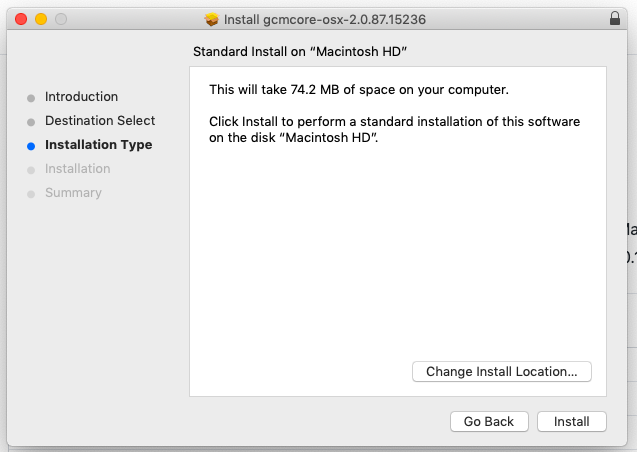 Install gcmcore-osx-2.0.87.15236
Standard Install on “Macintosh HD”
Introduction
Destination Select
Installation Type
Installation
Summary
This will take 74.2 MB of space on your computer.
Click Install to perform a standard installation of this software
on the disk “Macintosh HD”.
Change Install Location...
Go Back
Install